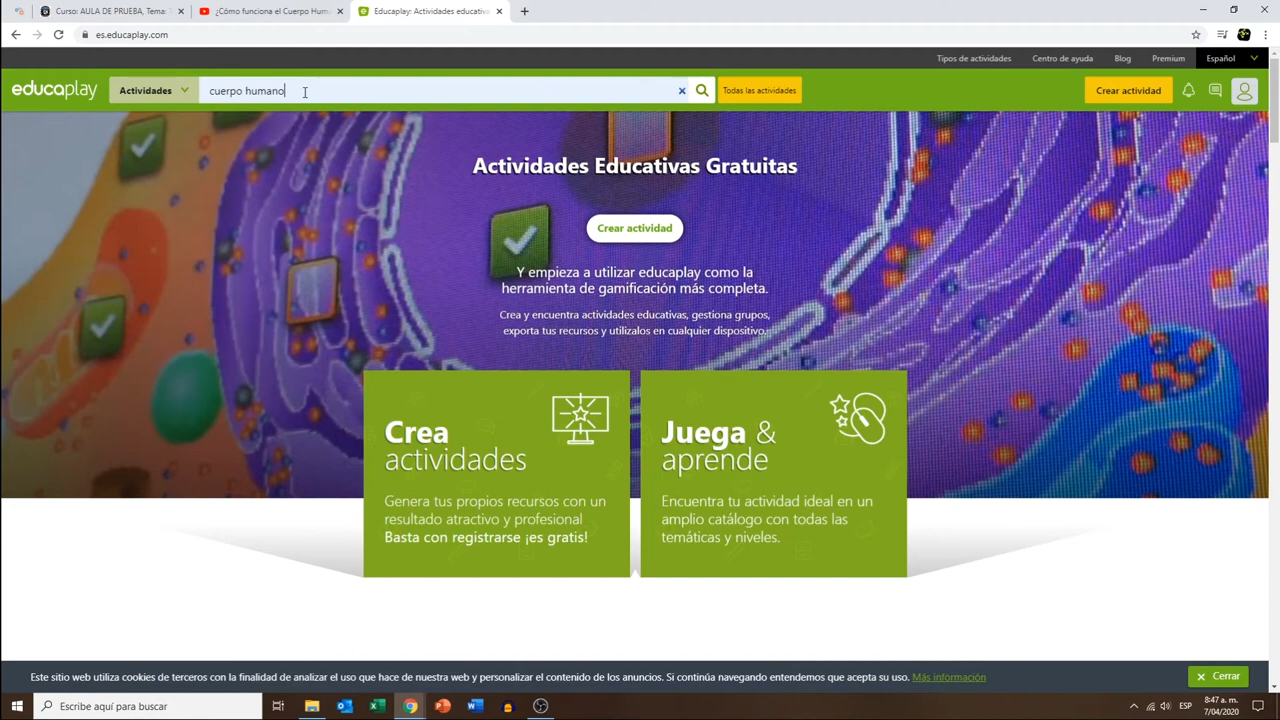 Curso: AULA DE PRUEBA, Tema: T
¿Cómo funciona el Cuerpo Hum
Educaplay: Actividades educativa
es.educaplay.com
Tipos de actividades
Centro de ayuda
Blog
Premium
Español
educaplay
Actividades
cuerpo humano
Todas las actividades
Crear actividad
Actividades Educativas Gratuitas
Crear actividad
Y empieza a utilizar educaplay como la
herramienta de gamificación más completa.
Crea y encuentra actividades educativas, gestiona grupos,
exporta tus recursos y utilízalos en cualquier dispositivo.
Crea
actividades
Genera tus propios recursos con un
resultado atractivo y profesional
Basta con registrarse ¡es gratis!
Juega &
aprende
Encuentra tu actividad ideal en un
amplio catálogo con todas las
temáticas y niveles.
Este sitio web utiliza cookies de terceros con la finalidad de analizar el uso que hace de nuestra web y personalizar el contenido de los anuncios. Si continúa navegando entendemos que acepta su uso. Más información
Cerrar
Escribe aquí para buscar
ESP
8:47 a. m.
7/04/2020